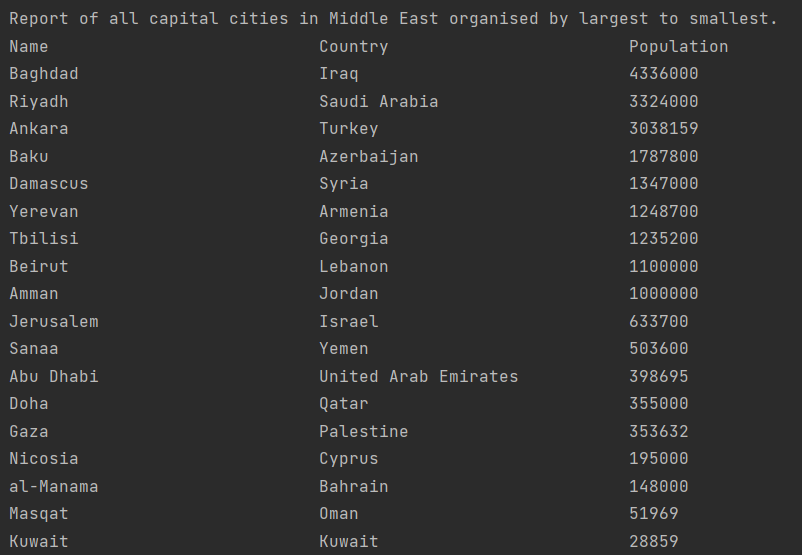 Report of all capital cities in Middle East organised by largest to smallest.
Name Country Population
Baghdad Iraq 4336000
Riyadh Saudi Arabia 3324000
Ankara Turkey 3038159
Baku Azerbaijan 1787800
Damascus Syria 1347000
Yerevan Armenia 1248700
Tbilisi Georgia 1235200
Beirut Lebanon 1100000
Amman Jordan 1000000
Jerusalem Israel 633700
Sanaa Yemen 503600
Abu Dhabi United Arab Emirates 398695
Doha Qatar 355000
Gaza Palestine 353632
Nicosia Cyprus 195000
al-Manama Bahrain 148000
Masqat Oman 51969
Kuwait Kuwait 28859